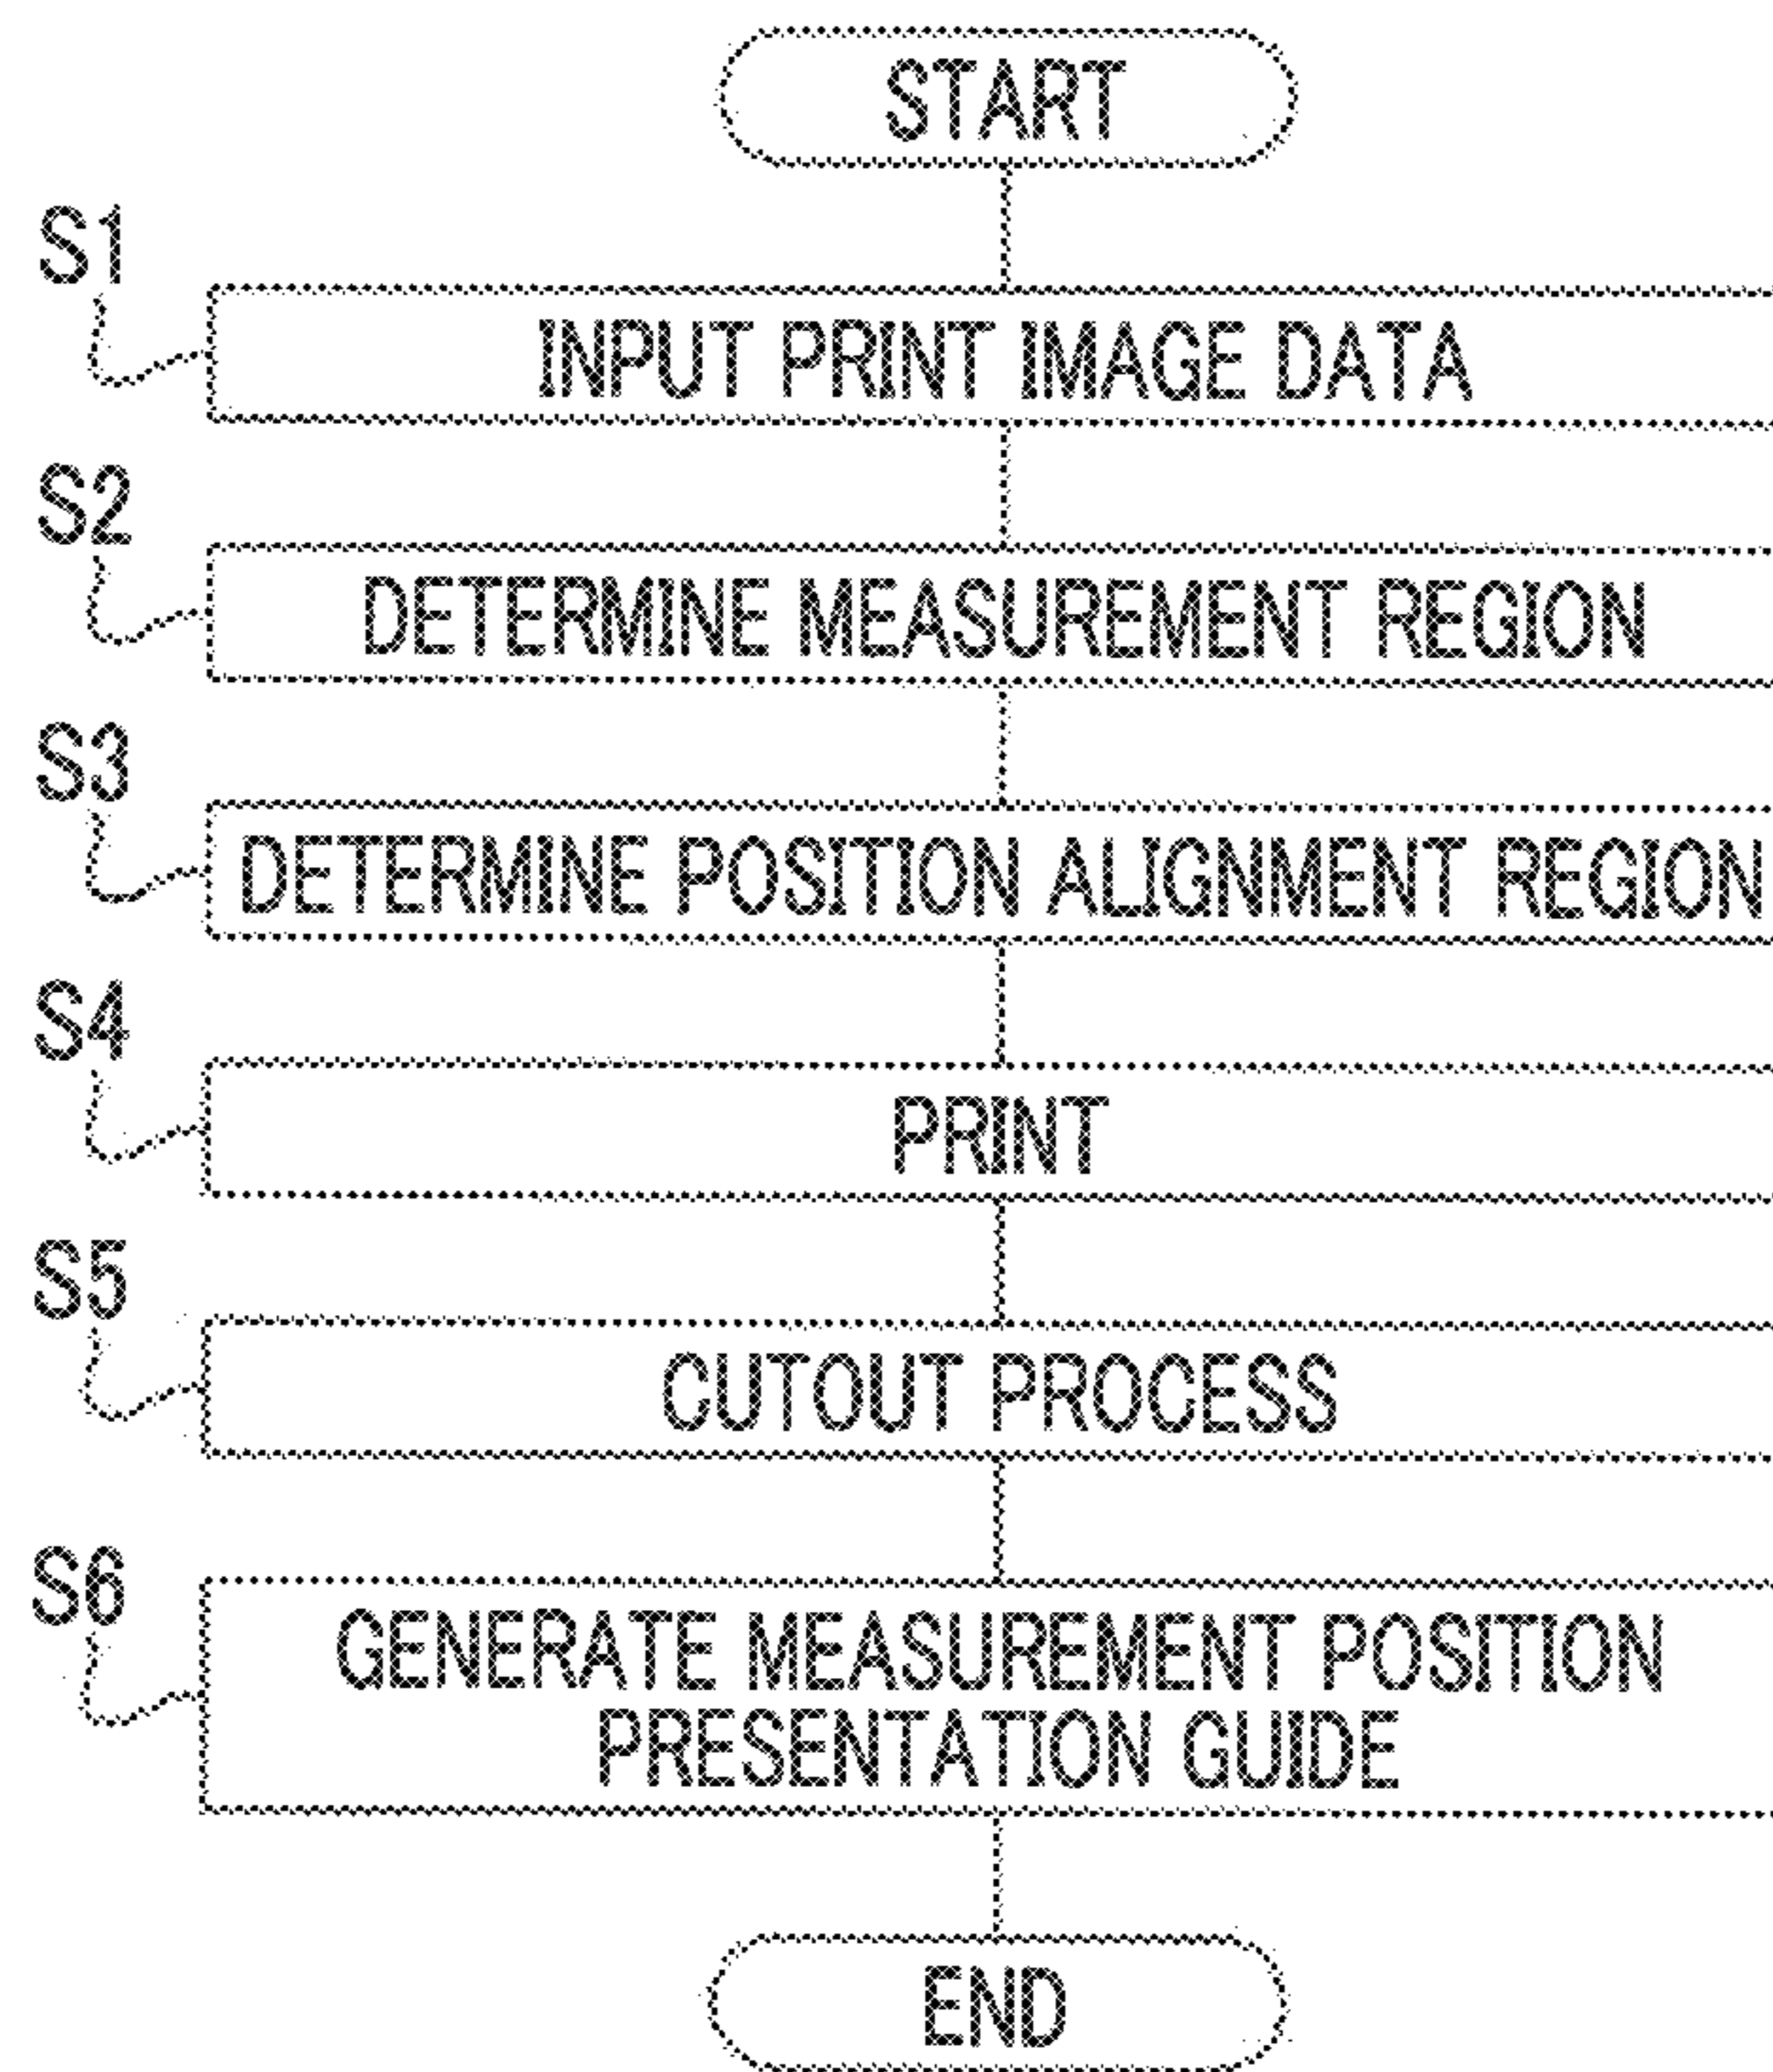 START
S1
INPUT PRINT IMAGE DATA
S2
DETERMINE MEASUREMENT REGION
S3
DETERMINE POSITION ALIGNMENT REGION
S4
PRINT
S5
CUTOUT PROCESS
S6
GENERATE MEASUREMENT POSITION
PRESENTATION GUIDE
END